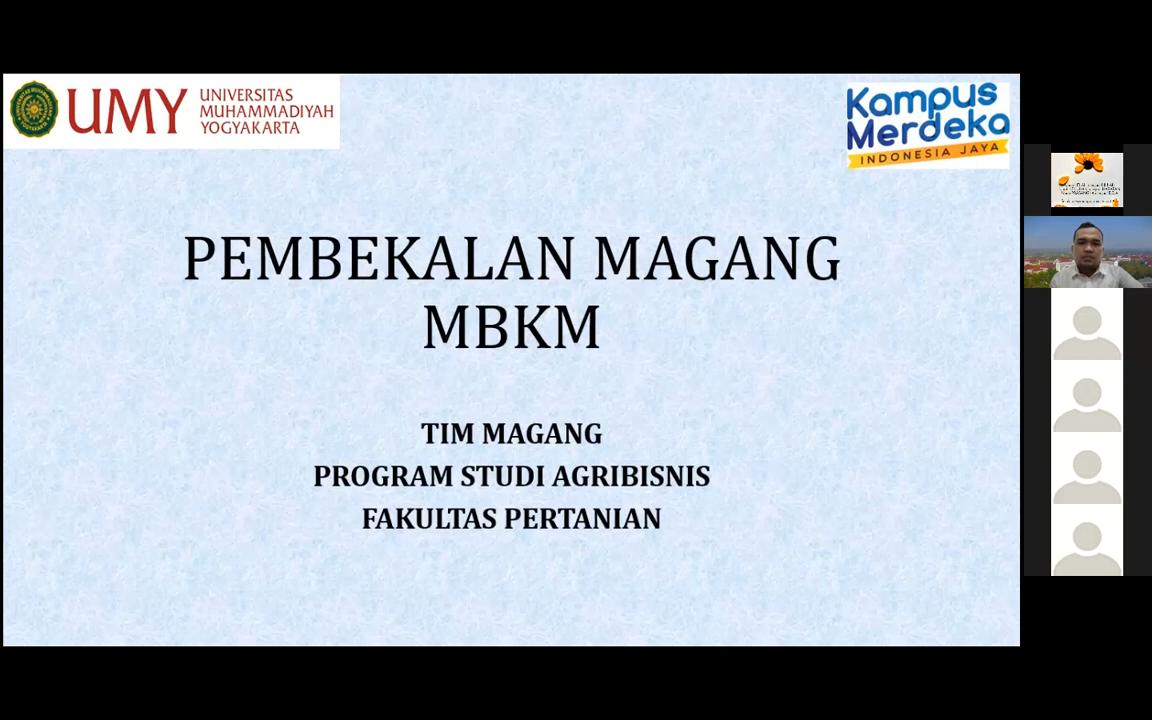 UMY
UNIVERSITAS
MUHAMMADIYAH
YOGYAKARTA
Kampus
Merdeka
INDONESIA JAYA
PEMBEKALAN MAGANG
MBKM
TIM MAGANG
PROGRAM STUDI AGRIBISNIS
FAKULTAS PERTANIAN